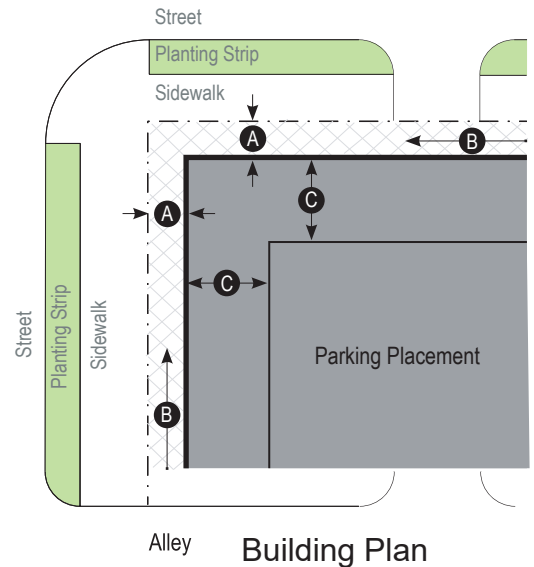 Street
Planting Strip
Sidewalk
A
B
A
C
C
Street
Planting Strip
Sidewalk
Parking Placement
B
Alley
Building Plan